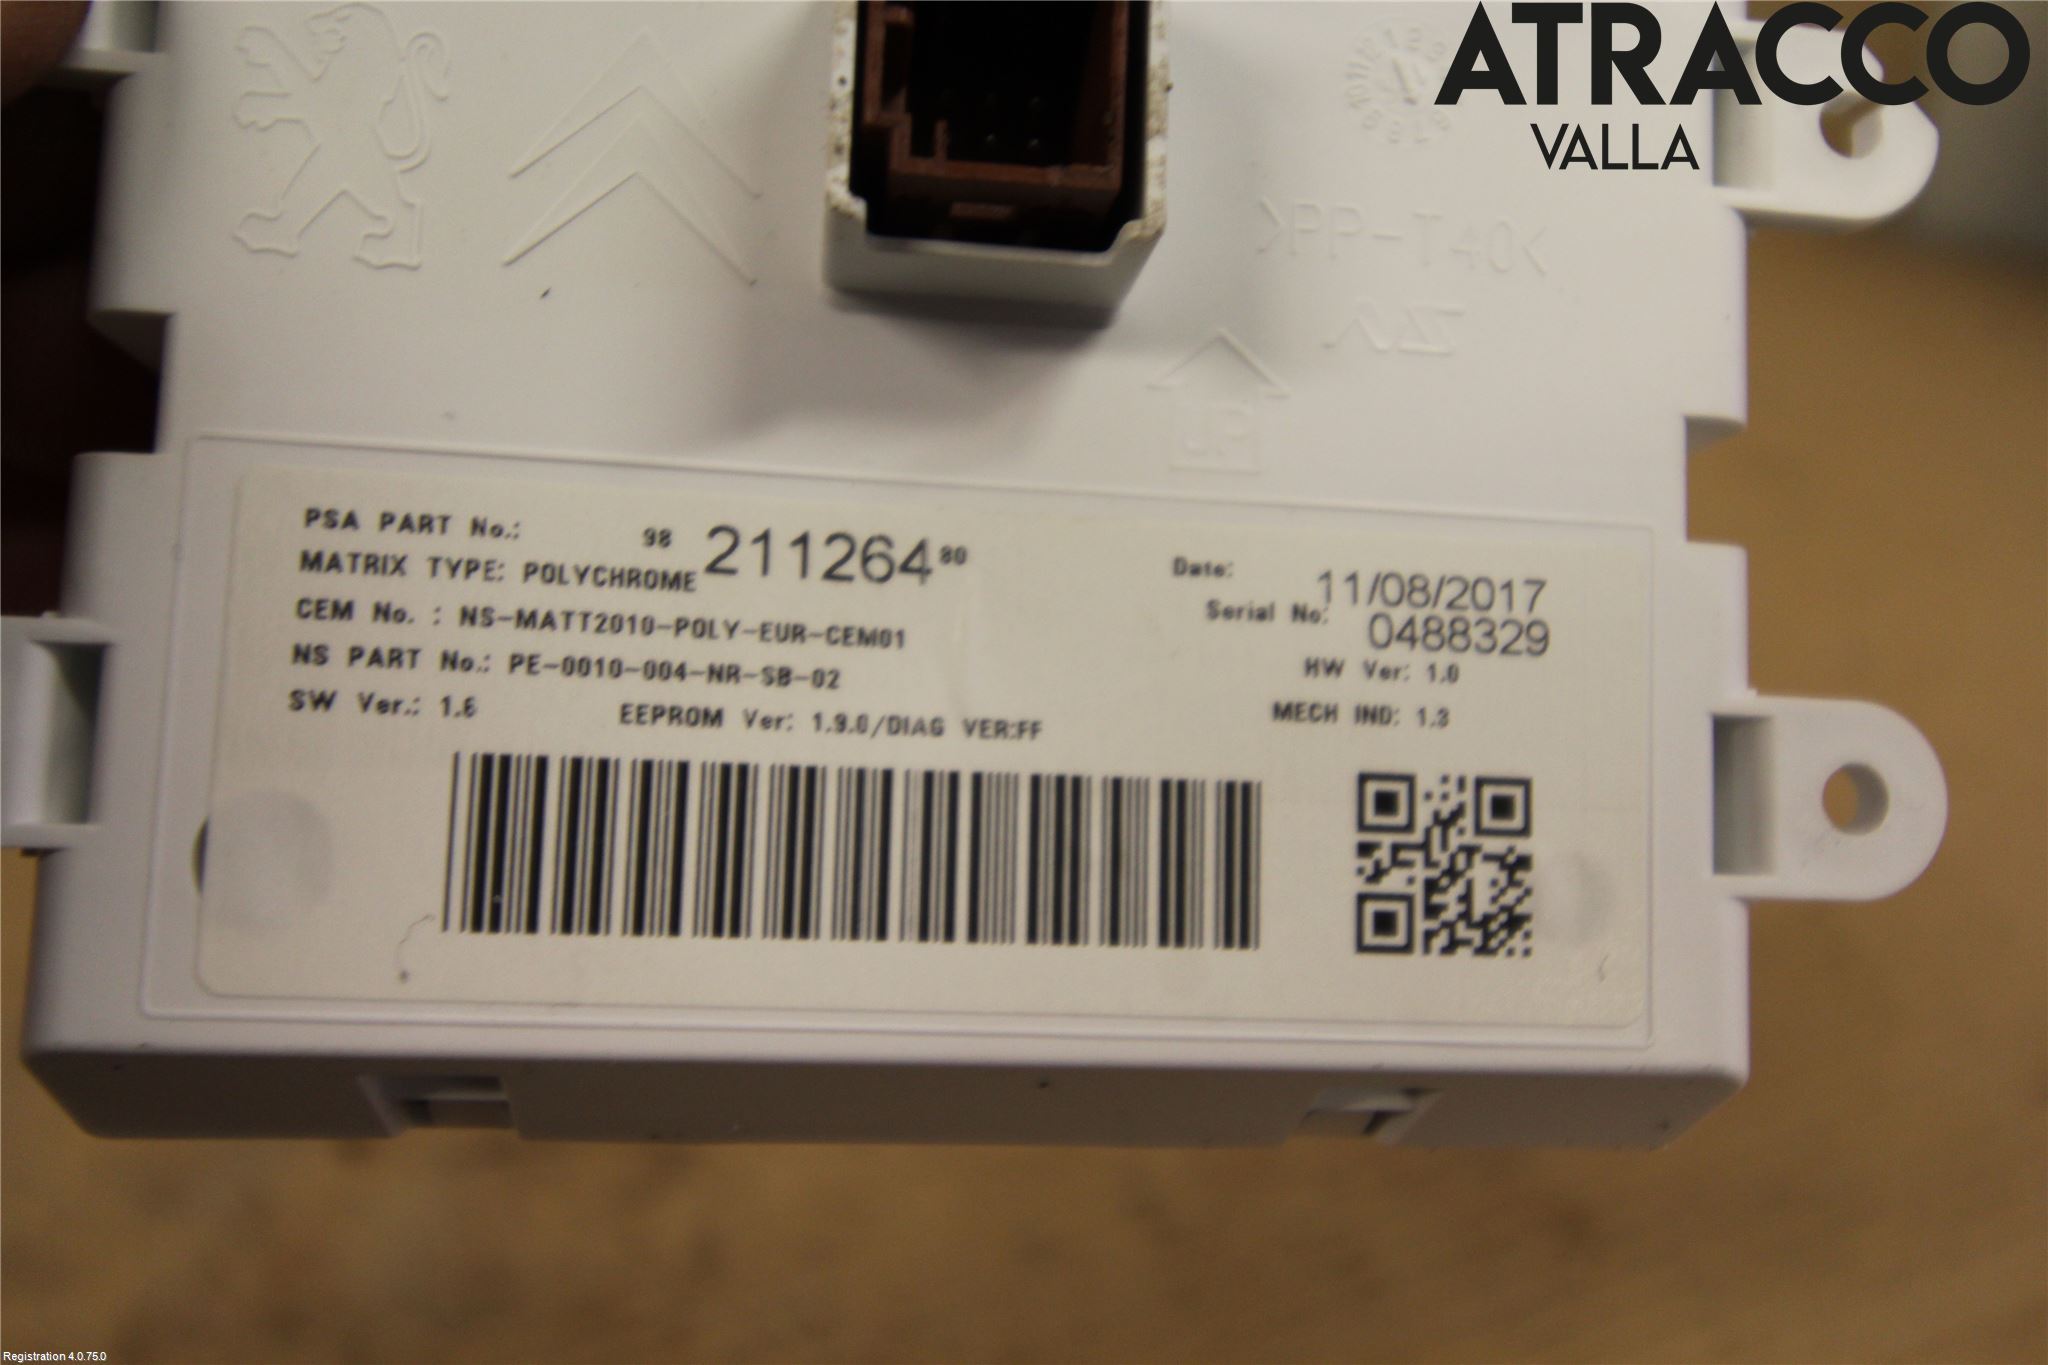 ATRACCO
VALLA
>PP-T40<
PSA PART No.: 98 211264 80
MATRIX TYPE: POLYCHROME
CEM No. : NS-MATT2010-POLY-EUR-CEM01
NS PART No.: PE-0010-004-NR-SB-02
SW Ver.: 1.6 EEPROM Ver: 1.9.0/DIAG VER:FF
Date: 11/08/2017
Serial No: 0488329
HW Ver: 1.0
MECH IND: 1.3
Registration 4.0.75.0